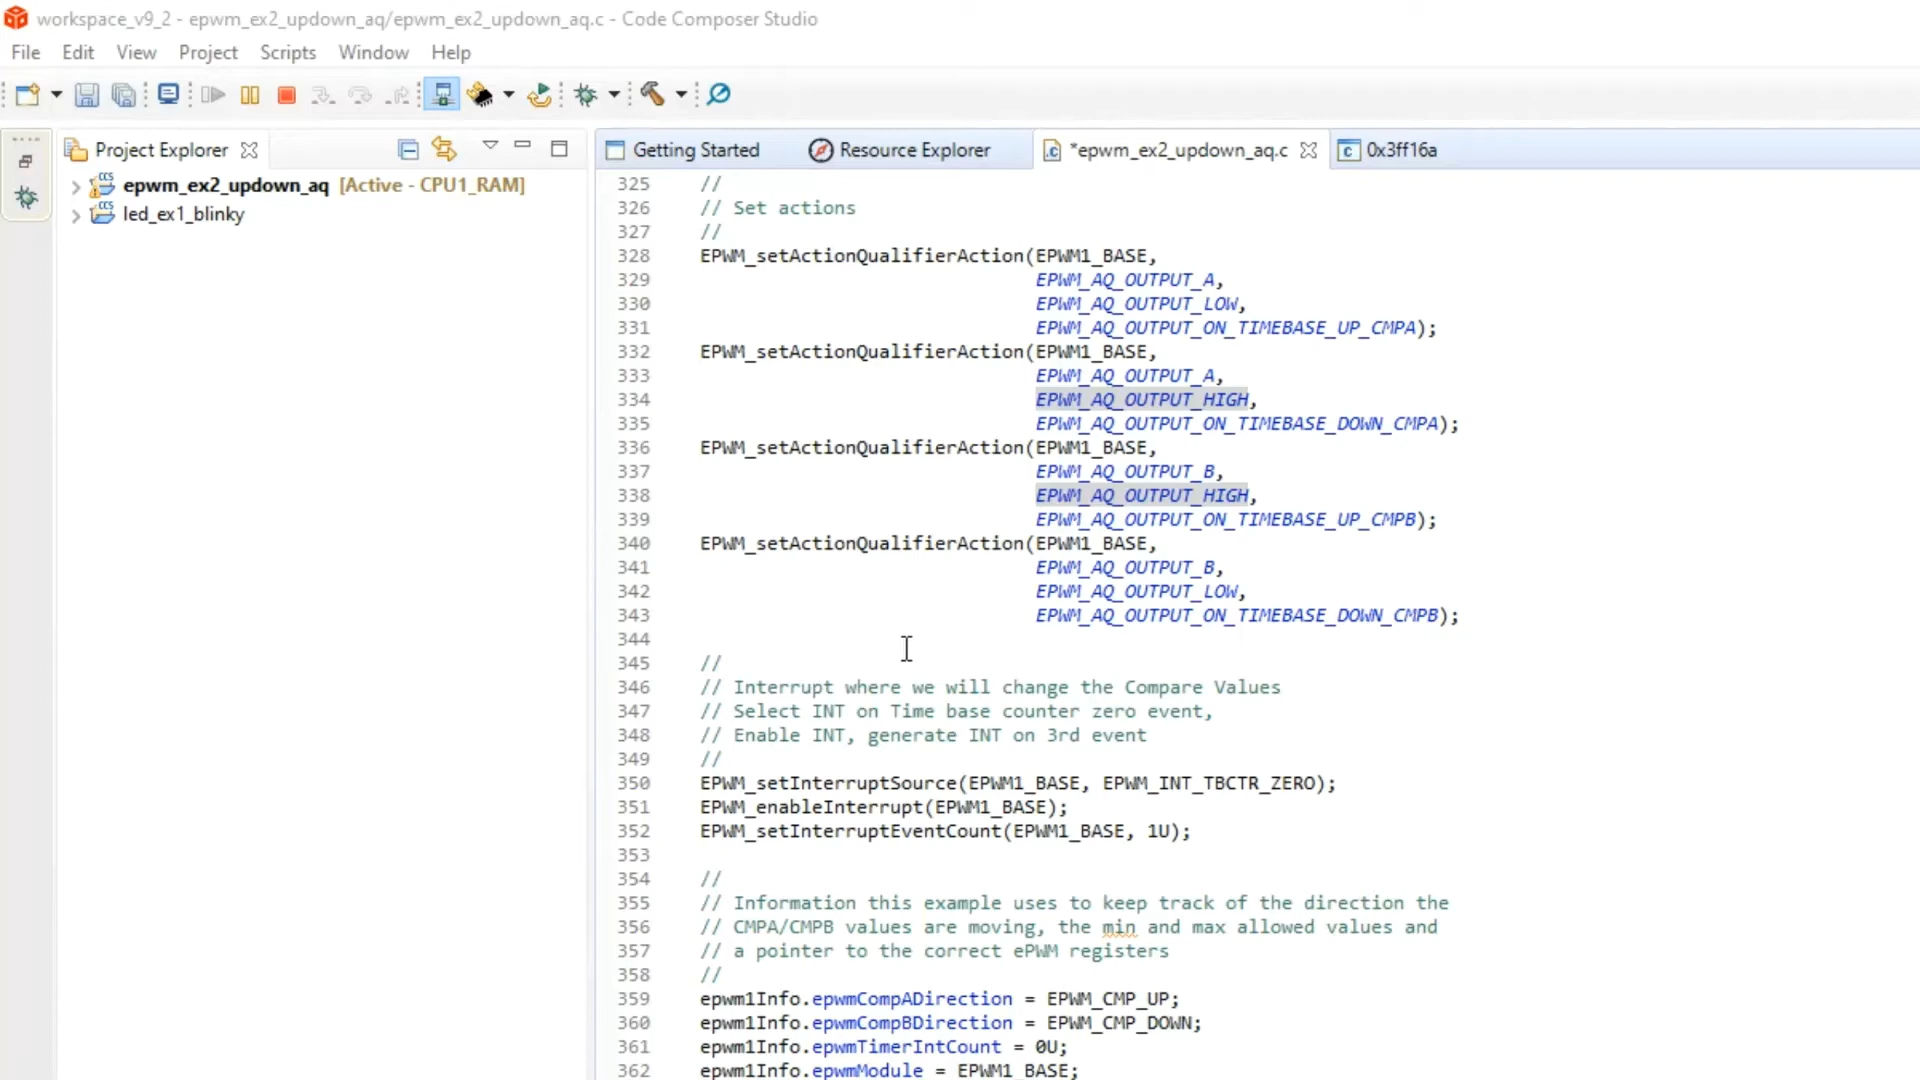 workspace_v9_2 - epwm_ex2_updown_aq/epwm_ex2_updown_aq.c - Code Composer Studio
File Edit View Project Scripts Window Help
Project Explorer
Getting Started Resource Explorer *epwm_ex2_updown_aq.c 0x3ff16a
epwm_ex2_updown_aq [Active - CPU1_RAM]
led_ex1_blinky
325 //
326 // Set actions
327 //
328 EPWM_setActionQualifierAction(EPWM1_BASE,
329 EPWM_AQ_OUTPUT_A,
330 EPWM_AQ_OUTPUT_LOW,
331 EPWM_AQ_OUTPUT_ON_TIMEBASE_UP_CMPA);
332 EPWM_setActionQualifierAction(EPWM1_BASE,
333 EPWM_AQ_OUTPUT_A,
334 EPWM_AQ_OUTPUT_HIGH,
335 EPWM_AQ_OUTPUT_ON_TIMEBASE_DOWN_CMPA);
336 EPWM_setActionQualifierAction(EPWM1_BASE,
337 EPWM_AQ_OUTPUT_B,
338 EPWM_AQ_OUTPUT_HIGH,
339 EPWM_AQ_OUTPUT_ON_TIMEBASE_UP_CMPB);
340 EPWM_setActionQualifierAction(EPWM1_BASE,
341 EPWM_AQ_OUTPUT_B,
342 EPWM_AQ_OUTPUT_LOW,
343 EPWM_AQ_OUTPUT_ON_TIMEBASE_DOWN_CMPB);
344
345 //
346 // Interrupt where we will change the Compare Values
347 // Select INT on Time base counter zero event,
348 // Enable INT, generate INT on 3rd event
349 //
350 EPWM_setInterruptSource(EPWM1_BASE, EPWM_INT_TBCTR_ZERO);
351 EPWM_enableInterrupt(EPWM1_BASE);
352 EPWM_setInterruptEventCount(EPWM1_BASE, 1U);
353
354 //
355 // Information this example uses to keep track of the direction the
356 // CMPA/CMPB values are moving, the min and max allowed values and
357 // a pointer to the correct ePWM registers
358 //
359 epwm1Info.epwmCompADirection = EPWM_CMP_UP;
360 epwm1Info.epwmCompBDirection = EPWM_CMP_DOWN;
361 epwm1Info.epwmTimerIntCount = 0U;
362 epwm1Info.epwmModule = EPWM1_BASE;